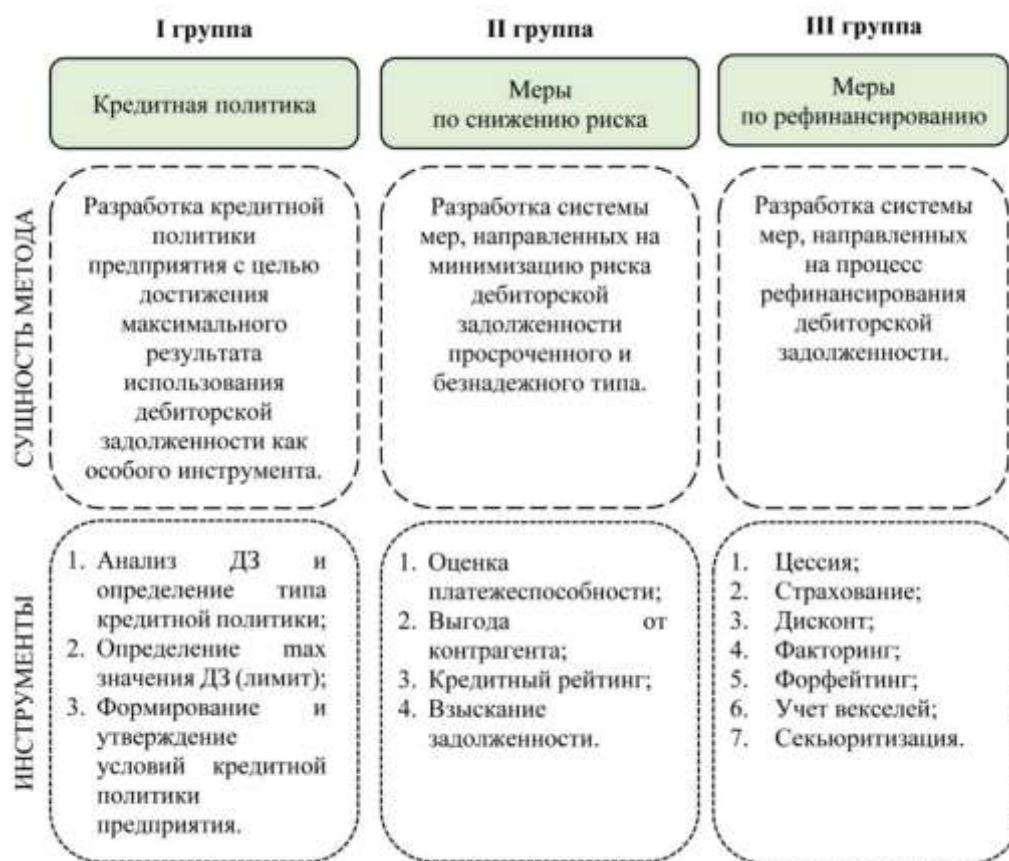 I группа
II группа
III группа
Кредитная политика
Меры
по снижению риска
Меры
по рефинансированию
СУЩНОСТЬ МЕТОДА
Разработка кредитной
политики
предприятия с целью
достижения
максимального
результата
использования
дебиторской
задолженности как
особого инструмента.
Разработка системы
мер, направленных на
минимизацию риска
дебиторской
задолженности
просроченного и
безнадежного типа.
Разработка системы
мер, направленных
на процесс
рефинансирования
дебиторской
задолженности.
ИНСТРУМЕНТЫ
1. Анализ ДЗ и
определение типа
кредитной политики;
2. Определение max
значения ДЗ (лимит);
3. Формирование и
утверждение
условий кредитной
политики
предприятия.
1. Оценка
платежеспособности;
2. Выгода от
контрагента;
3. Кредитный рейтинг;
4. Взыскание
задолженности.
1. Цессия;
2. Страхование;
3. Дисконт;
4. Факторинг;
5. Форфейтинг;
6. Учет векселей;
7. Секьюритизация.